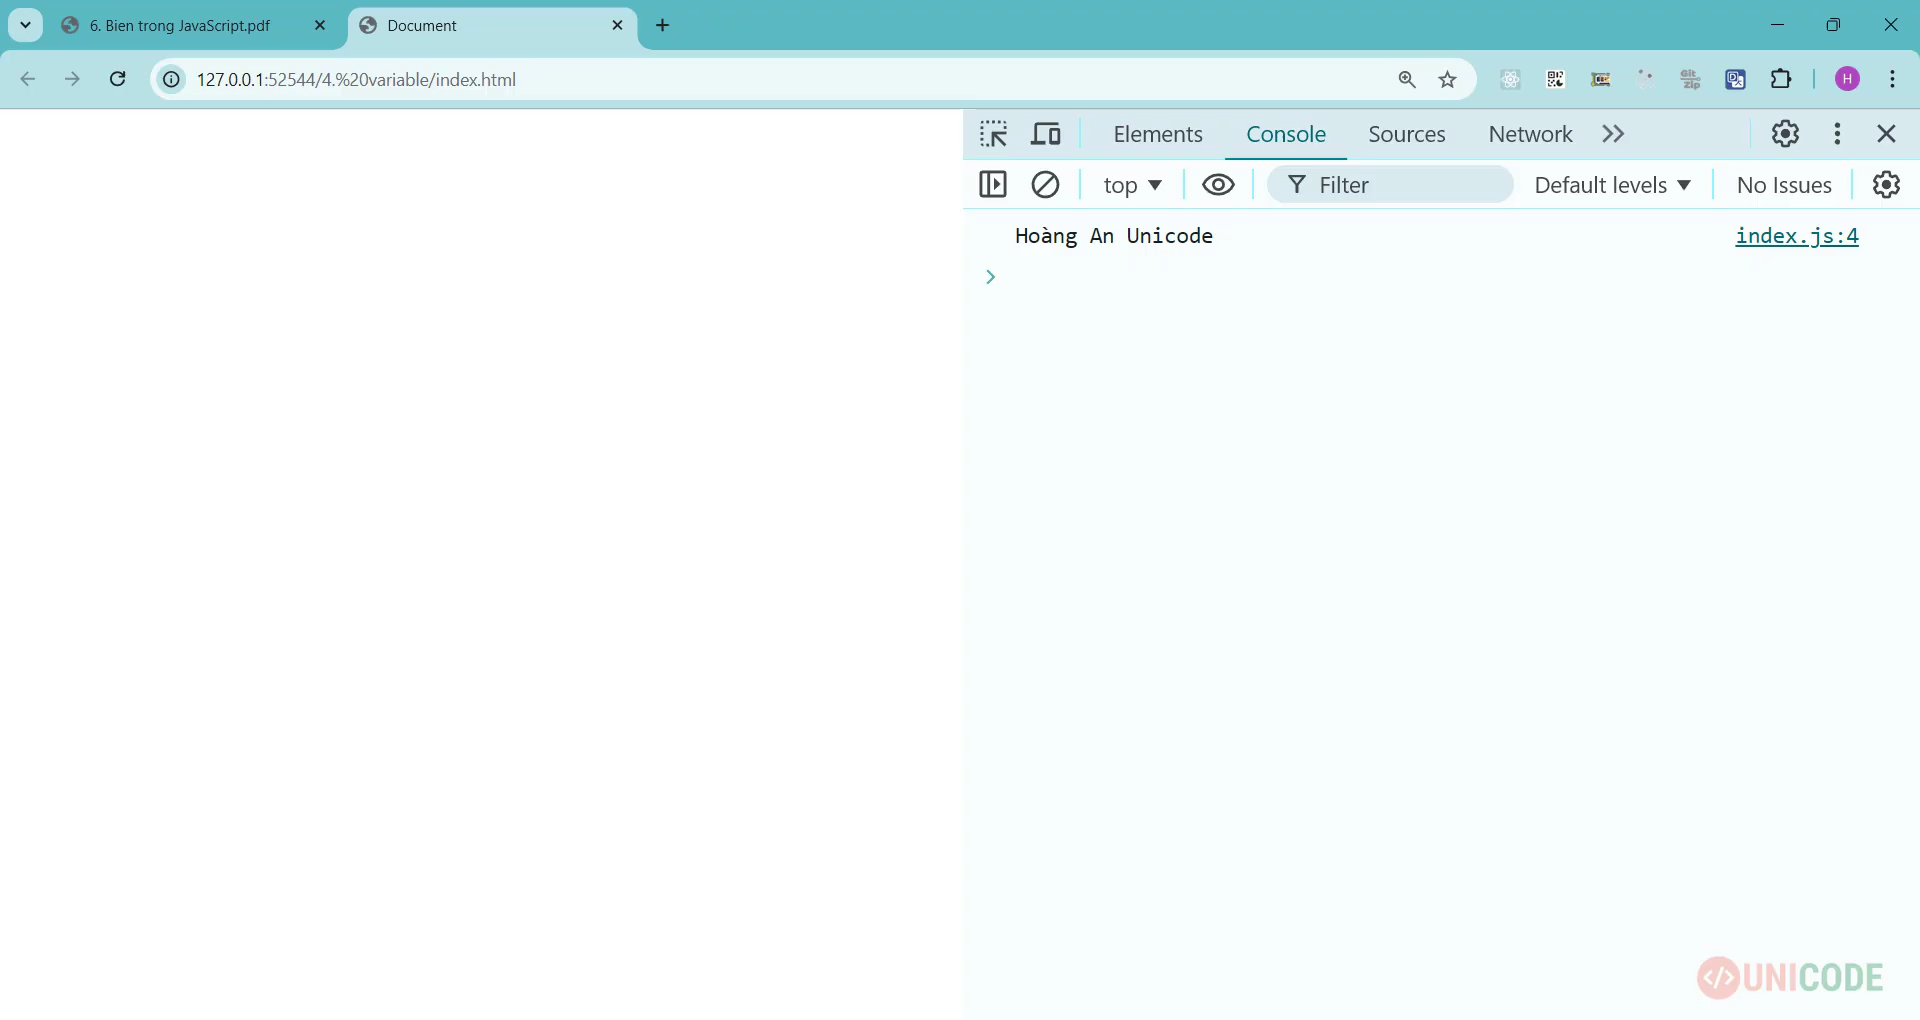 6. Bien trong JavaScript.pdf
Document
127.0.0.1:52544/4.%20variable/index.html
H
Elements
Console
Sources
Network
top
Filter
Default levels
No Issues
Hoàng An Unicode
index.js:4
UNICODE